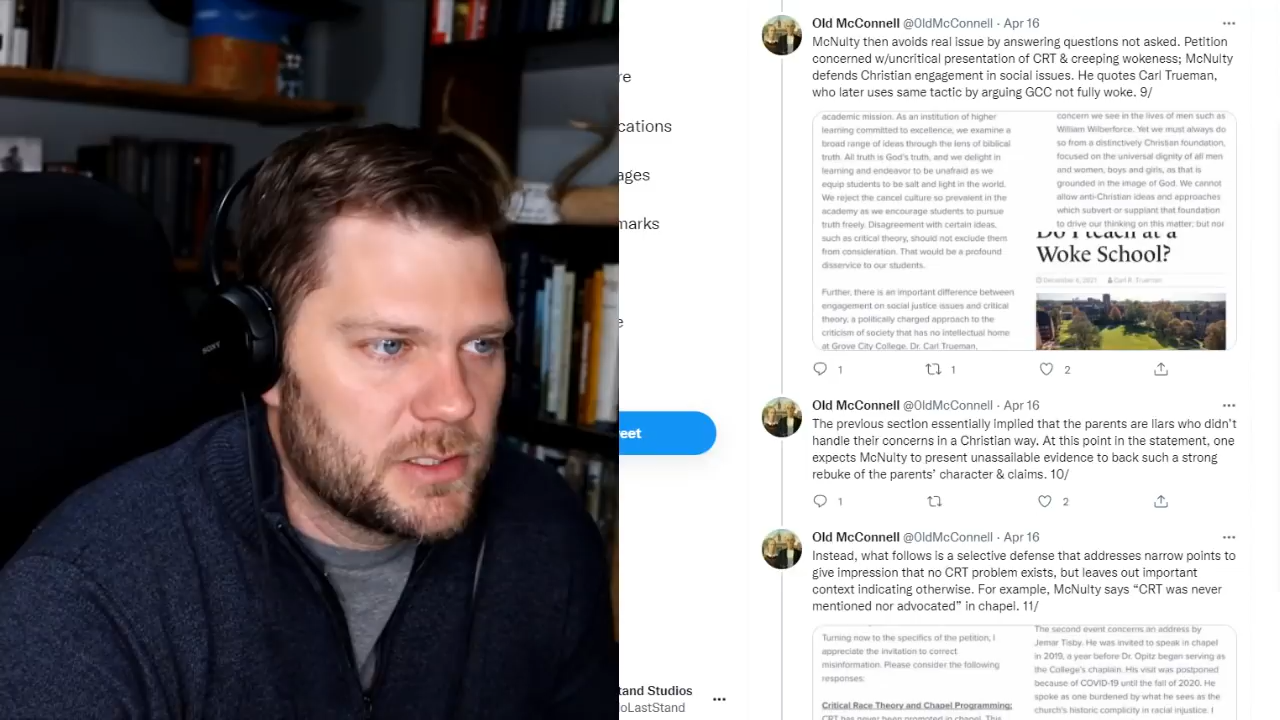 SONY
re
cations
ages
marks
e
eet
tand Studios
oLastStand
Old McConnell @OldMcConnell · Apr 16
McNulty then avoids real issue by answering questions not asked. Petition
concerned w/uncritical presentation of CRT & creeping wokeness; McNulty
defends Christian engagement in social issues. He quotes Carl Trueman,
who later uses same tactic by arguing GCC not fully woke. 9/
academic mission. As an institution of higher
learning committed to excellence, we examine a
broad range of ideas through the lens of biblical
truth. All truth is God's truth, and we delight in
learning and endeavor to be unafraid as we
equip students to be salt and light in the world.
We reject the cancel culture so prevalent in the
academy as we encourage students to pursue
truth freely. Disagreement with certain ideas,
such as critical theory, should not exclude them
from consideration. That would be a profound
disservice to our students.
Further, there is an important difference between
engagement on social justice issues and critical
theory, a politically charged approach to the
criticism of society that has no intellectual home
at Grove City College. Dr. Carl Trueman,
concern we see in the lives of men such as
William Wilberforce. Yet we must always do
so from a distinctively Christian foundation,
focused on the universal dignity of all men
and women, boys and girls, as that is
grounded in the image of God. We cannot
allow anti-Christian ideas and approaches
which subvert or supplant that foundation
to drive our thinking on this matter; but nor
Do I teach at a
Woke School?
December 6, 2021 Carl R. Trueman
1 1 2
Old McConnell @OldMcConnell · Apr 16
The previous section essentially implied that the parents are liars who didn't
handle their concerns in a Christian way. At this point in the statement, one
expects McNulty to present unassailable evidence to back such a strong
rebuke of the parents' character & claims. 10/
1 2
Old McConnell @OldMcConnell · Apr 16
Instead, what follows is a selective defense that addresses narrow points to
give impression that no CRT problem exists, but leaves out important
context indicating otherwise. For example, McNulty says "CRT was never
mentioned nor advocated" in chapel. 11/
Turning now to the specifics of the petition, I
appreciate the invitation to correct
misinformation. Please consider the following
responses:
Critical Race Theory and Chapel Programming:
CRT has never been promoted in chapel. This
The second event concerns an address by
Jemar Tisby. He was invited to speak in chapel
in 2019, a year before Dr. Opitz began serving as
the College's chaplain. His visit was postponed
because of COVID-19 until the fall of 2020. He
spoke as one burdened by what he sees as the
church's historic complicity in racial injustice. I